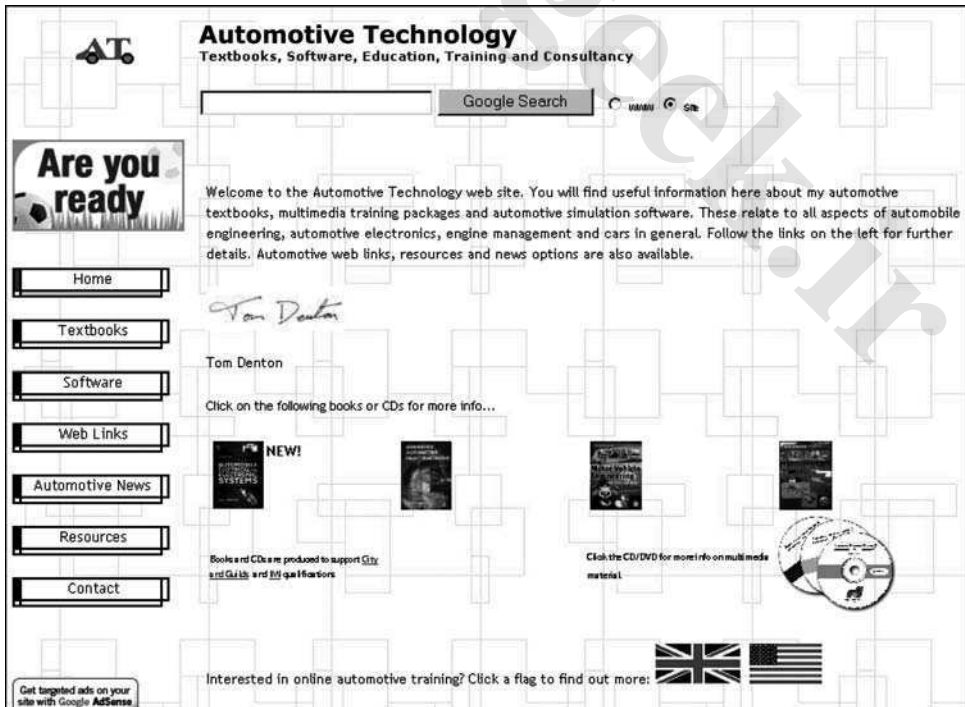 AT
Automotive Technology
Textbooks, Software, Education, Training and Consultancy
Google Search
WWW
Site
Are you
ready
Welcome to the Automotive Technology web site. You will find useful information here about my automotive
textbooks, multimedia training packages and automotive simulation software. These relate to all aspects of automobile
engineering, automotive electronics, engine management and cars in general. Follow the links on the left for further
details. Automotive web links, resources and news options are also available.
Tom Denton
Tom Denton
Home
Textbooks
Software
Web Links
Automotive News
Resources
Contact
Click on the following books or CDs for more info...
NEW!
Books and CDs are produced to support City
and Guilds and IMI qualifications
Click the CD/DVD for more info on multimedia
material.
Interested in online automotive training? Click a flag to find out more:
Get targeted ads on your
site with Google AdSense
eek.ir